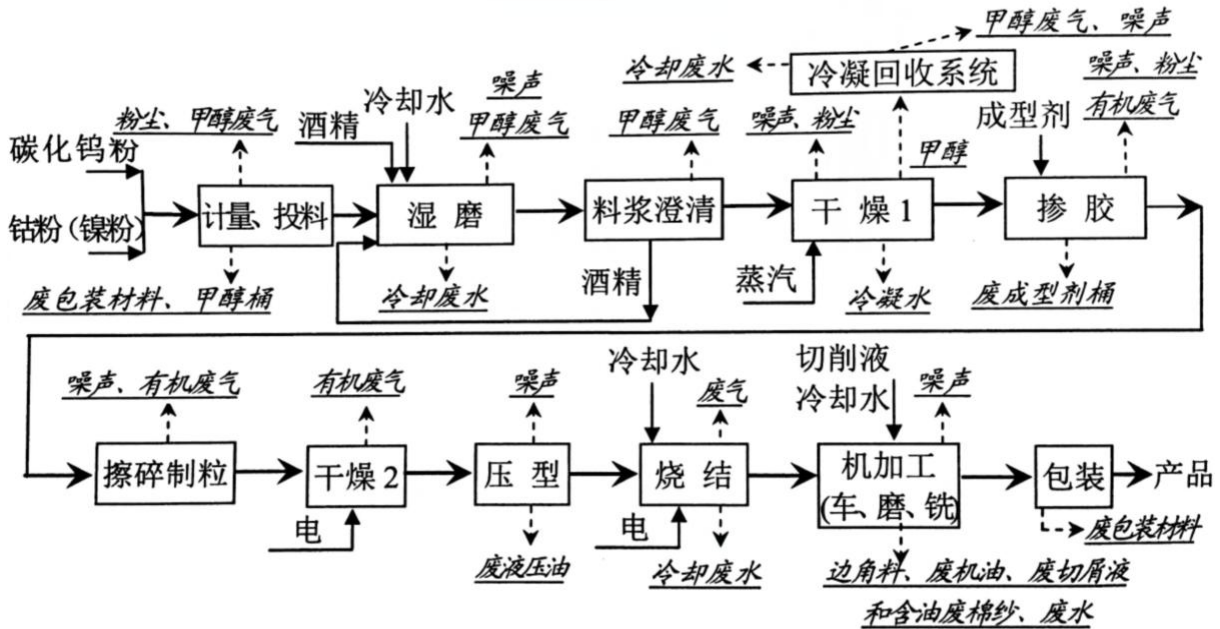 甲醇废气、噪声
冷却废水
冷凝回收系统
噪声、粉尘
有机废气
粉尘、甲醇废气
酒精
冷却水
噪声
甲醇废气
甲醇废气
噪声、粉尘
甲醇
成型剂
碳化钨粉
钴粉(镍粉)
计量、投料
湿磨
料浆澄清
干燥1
掺胶
废包装材料、甲醇桶
冷却废水
酒精
蒸汽
冷凝水
废成型剂桶
噪声、有机废气
有机废气
噪声
冷却水
废气
切削液
冷却水
噪声
擦碎制粒
干燥2
压型
烧结
机加工
(车、磨、铣)
包装
产品
电
废液压油
电
冷却废水
废包装材料
边角料、废机油、废切屑液
和含油废棉纱、废水